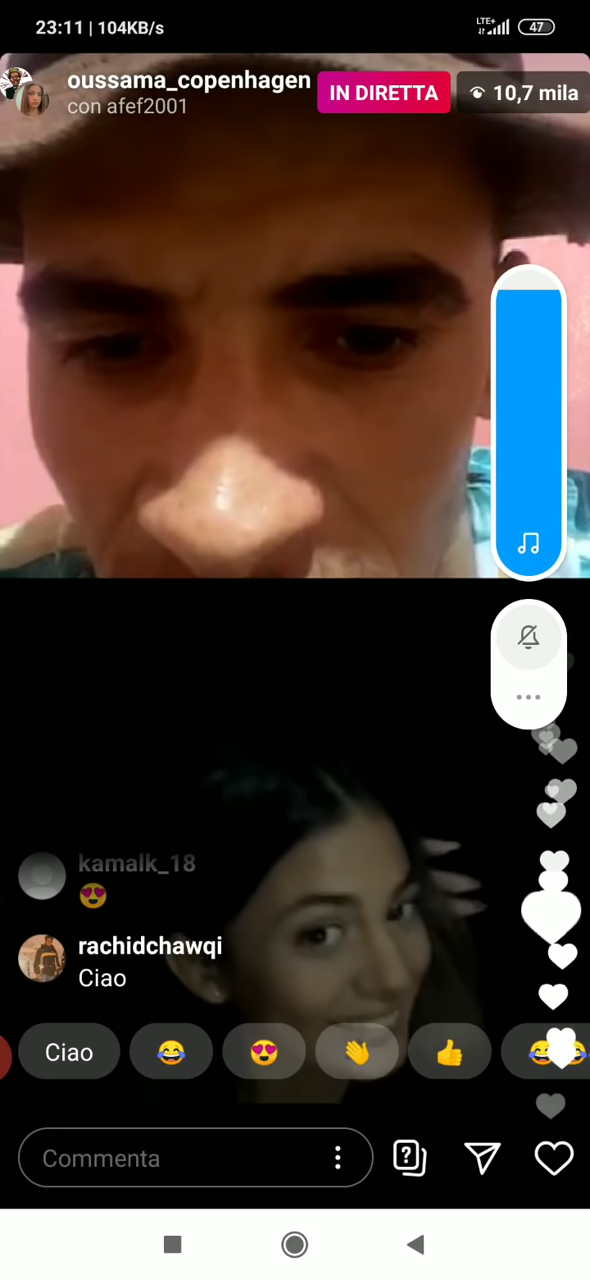 23:11 | 104KB/s
LTE+
47
oussama_copenhagen
IN DIRETTA
10,7 mila
con afef2001
kamalk_18
😍
rachidchawqi
Ciao
Ciao
😂
😍
👏
👍
😂
Commenta